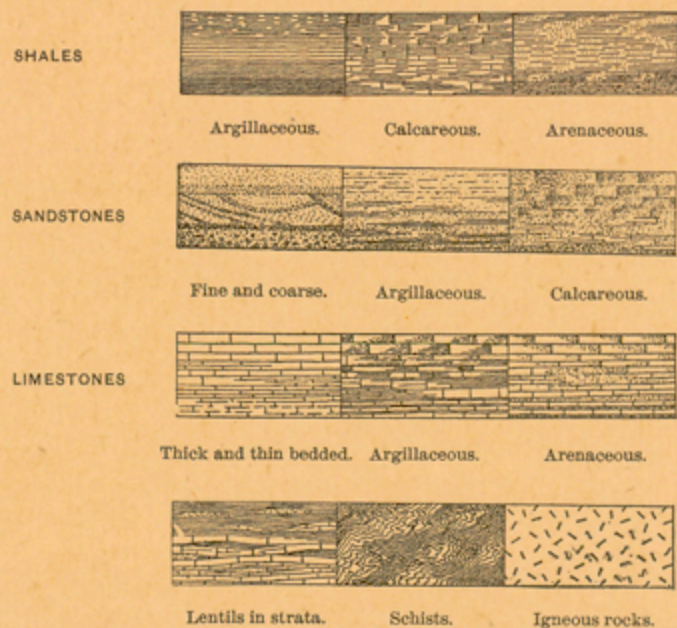 SHALES
Argillaceous. Calcareous. Arenaceous.
SANDSTONES
Fine and coarse. Argillaceous. Calcareous.
LIMESTONES
Thick and thin bedded. Argillaceous. Arenaceous.
Lentils in strata. Schists. Igneous rocks.